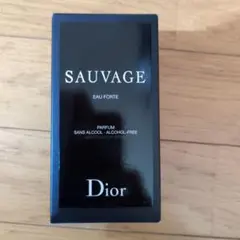 SAUVAGE
EAU FORTE
PARFUM
SANS ALCOOL - ALCOHOL-FREE
Dior